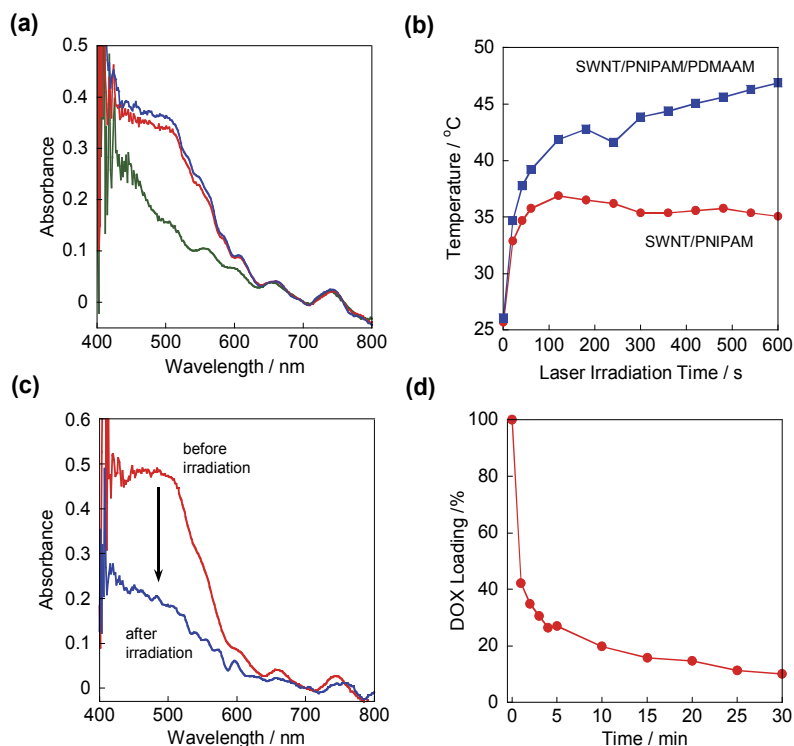 (a)
0.5
0.4
0.3
0.2
0.1
0
Absorbance
400 500 600 700 800
Wavelength / nm
(b)
50
45
40
35
30
25
Temperature / °C
SWNT/PNIPAM/PDMAAM
SWNT/PNIPAM
0 100 200 300 400 500 600
Laser Irradiation Time / s
(c)
0.6
0.5
0.4
0.3
0.2
0.1
0
Absorbance
before
irradiation
after
irradiation
400 500 600 700 800
Wavelength / nm
(d)
100
80
60
40
20
0
DOX Loading /%
0 5 10 15 20 25 30
Time / min